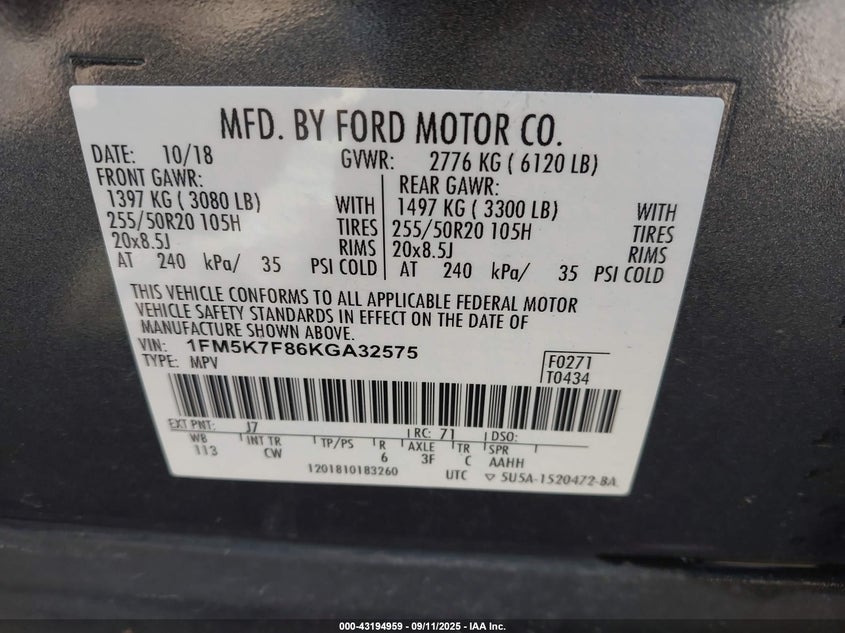 MFD. BY FORD MOTOR CO.
DATE: 10/18 GVWR: 2776 KG ( 6120 LB)
FRONT GAWR: REAR GAWR:
1397 KG ( 3080 LB) WITH 1497 KG ( 3300 LB) WITH
255/50R20 105H TIRES 255/50R20 105H TIRES
20x8.5J RIMS 20x8.5J RIMS
AT 240 kPa/ 35 PSI COLD AT 240 kPa/ 35 PSI COLD
THIS VEHICLE CONFORMS TO ALL APPLICABLE FEDERAL MOTOR
VEHICLE SAFETY STANDARDS IN EFFECT ON THE DATE OF
MANUFACTURE SHOWN ABOVE.
VIN: 1FM5K7F86KGA32575
TYPE: MPV
F0271
T0434
EXT PNT: J7 RC: 71 DSO:
WB INT TR TP/PS R AXLE TR SPR
113 CW 6 3F C AAHH
1201810183260 UTC ▽ 5U5A-1520472-BA
000-43194959 - 09/11/2025 - IAA Inc.